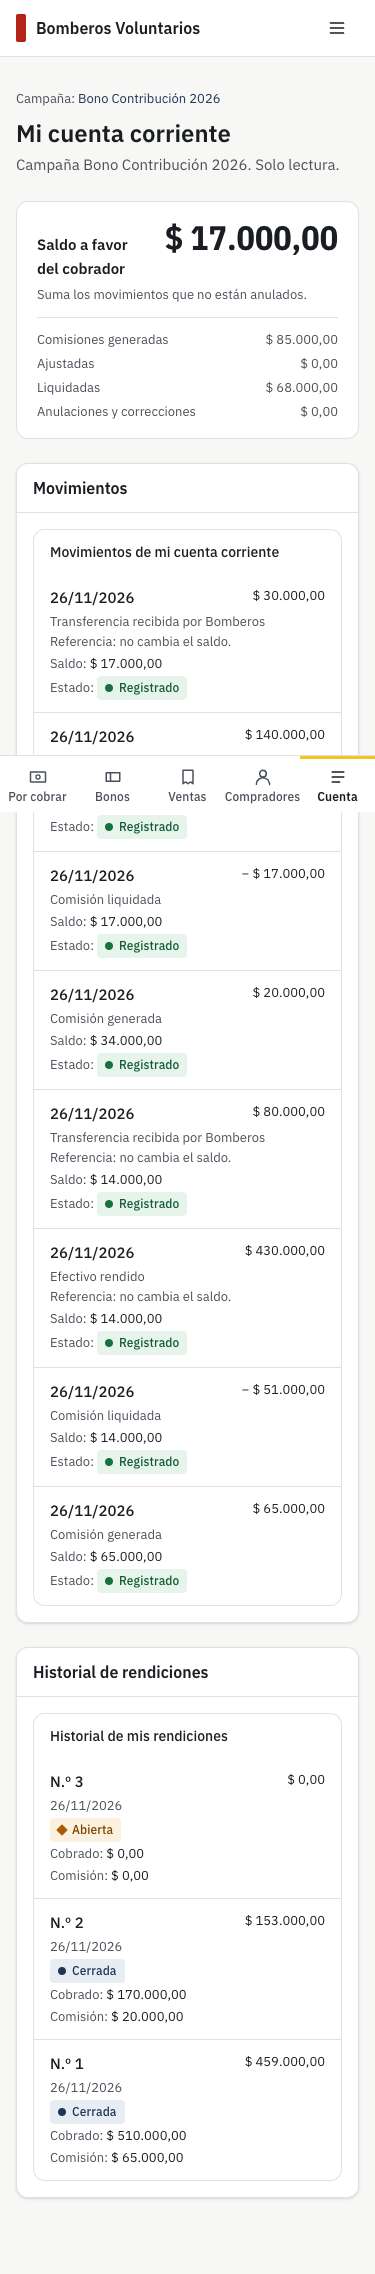 Bomberos Voluntarios
Campaña: Bono Contribución 2026
Mi cuenta corriente
Campaña Bono Contribución 2026. Solo lectura.
Saldo a favor del cobrador
$ 17.000,00
Suma los movimientos que no están anulados.
Comisiones generadas $ 85.000,00
Ajustadas $ 0,00
Liquidadas $ 68.000,00
Anulaciones y correcciones $ 0,00
Movimientos
Movimientos de mi cuenta corriente
26/11/2026 $ 30.000,00
Transferencia recibida por Bomberos
Referencia: no cambia el saldo.
Saldo: $ 17.000,00
Estado: Registrado
26/11/2026 $ 140.000,00
Por cobrar Bonos Ventas Compradores Cuenta
Estado: Registrado
26/11/2026 − $ 17.000,00
Comisión liquidada
Saldo: $ 17.000,00
Estado: Registrado
26/11/2026 $ 20.000,00
Comisión generada
Saldo: $ 34.000,00
Estado: Registrado
26/11/2026 $ 80.000,00
Transferencia recibida por Bomberos
Referencia: no cambia el saldo.
Saldo: $ 14.000,00
Estado: Registrado
26/11/2026 $ 430.000,00
Efectivo rendido
Referencia: no cambia el saldo.
Saldo: $ 14.000,00
Estado: Registrado
26/11/2026 − $ 51.000,00
Comisión liquidada
Saldo: $ 14.000,00
Estado: Registrado
26/11/2026 $ 65.000,00
Comisión generada
Saldo: $ 65.000,00
Estado: Registrado
Historial de rendiciones
Historial de mis rendiciones
N.º 3 $ 0,00
26/11/2026
Abierta
Cobrado: $ 0,00
Comisión: $ 0,00
N.º 2 $ 153.000,00
26/11/2026
Cerrada
Cobrado: $ 170.000,00
Comisión: $ 20.000,00
N.º 1 $ 459.000,00
26/11/2026
Cerrada
Cobrado: $ 510.000,00
Comisión: $ 65.000,00